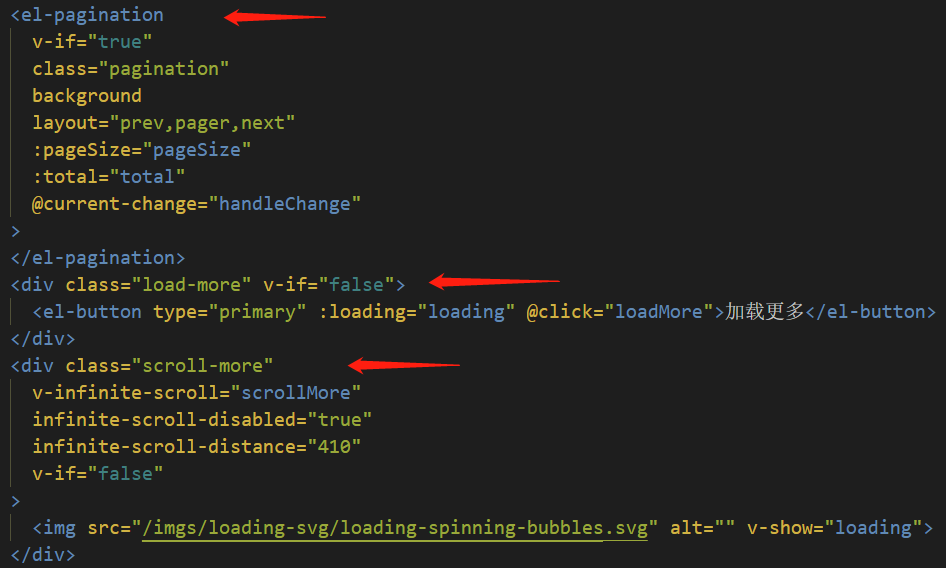 <el-pagination
v-if="true"
class="pagination"
background
layout="prev,pager,next"
:pageSize="pageSize"
:total="total"
@current-change="handleChange"
>
</el-pagination>
<div class="load-more" v-if="false">
<el-button type="primary" :loading="loading" @click="loadMore">加载更多</el-button>
</div>
<div class="scroll-more"
v-infinite-scroll="scrollMore"
infinite-scroll-disabled="true"
infinite-scroll-distance="410"
v-if="false"
>
<img src="/imgs/loading-svg/loading-spinning-bubbles.svg" alt="" v-show="loading">
</div>